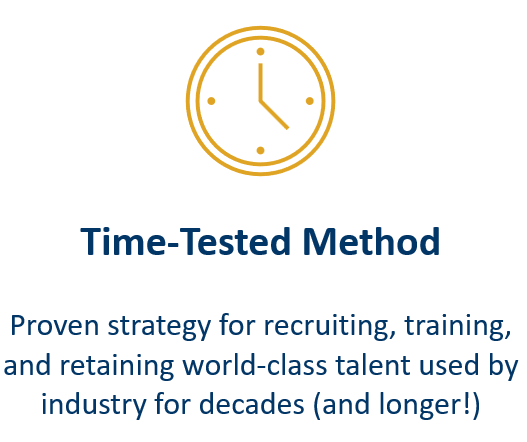 Time-Tested Method
Proven strategy for recruiting, training,
and retaining world-class talent used by
industry for decades (and longer!)